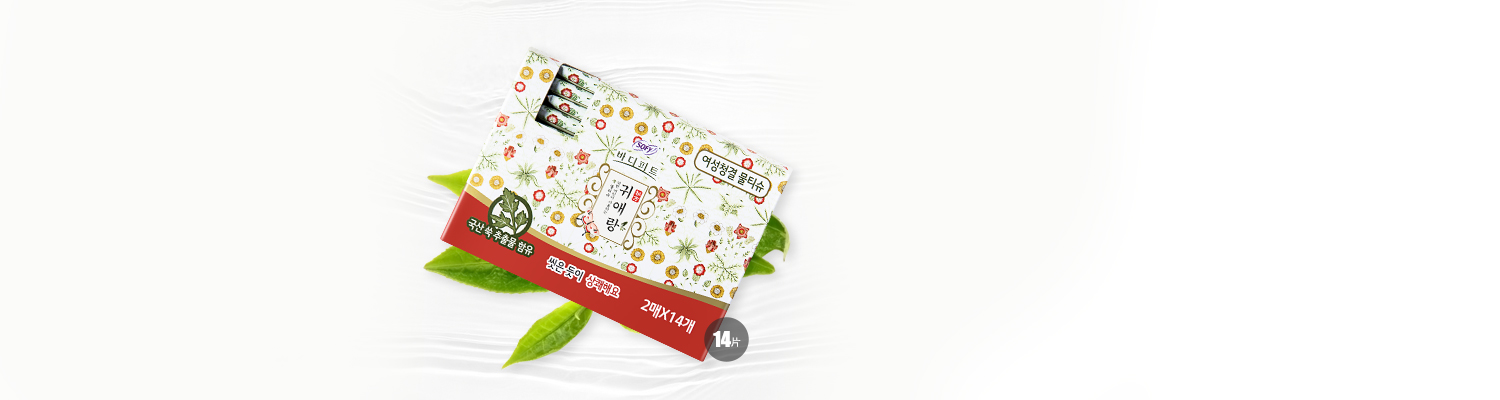 SOFY
바디피트
여성청결 물티슈
귀애랑
국산 쑥 추출물 함유
씻은 듯이 상쾌해요
2매X14개
14片